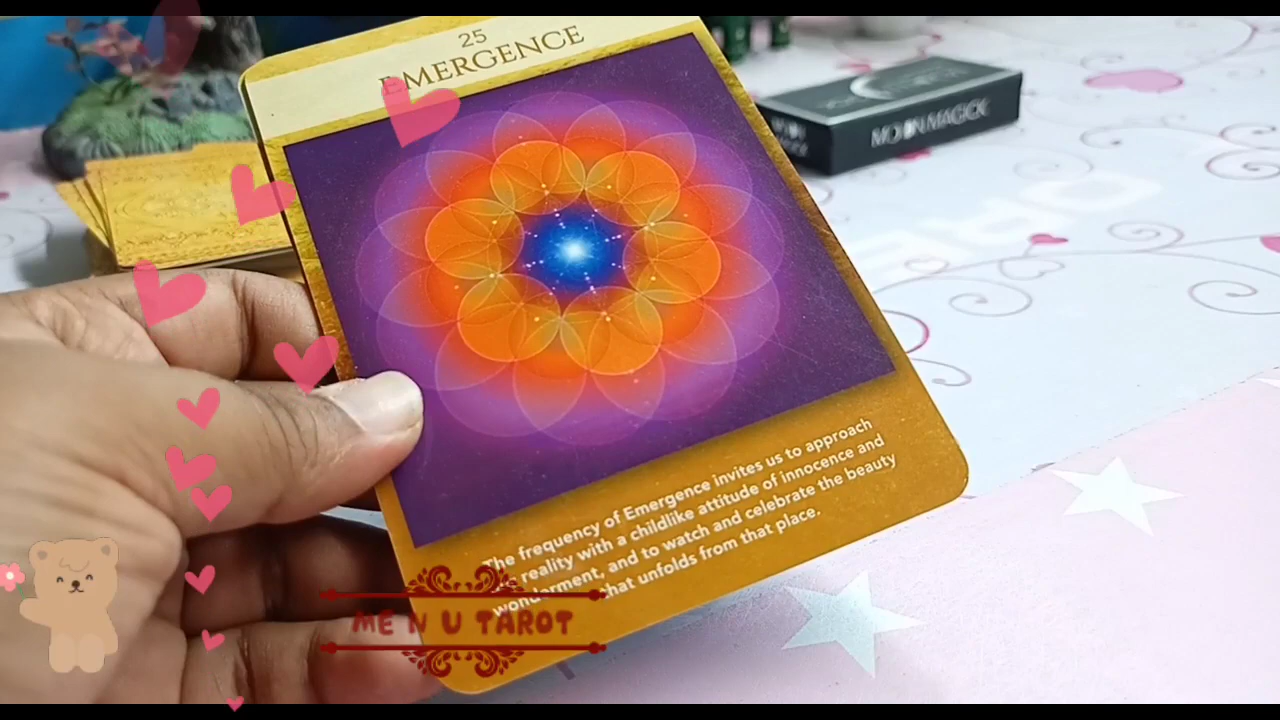 25
EMERGENCE
MOON MAGICK
The frequency of Emergence invites us to approach
reality with a childlike attitude of innocence and
wonderment, and to watch and celebrate the beauty
that unfolds from that place.
ME N U TAROT